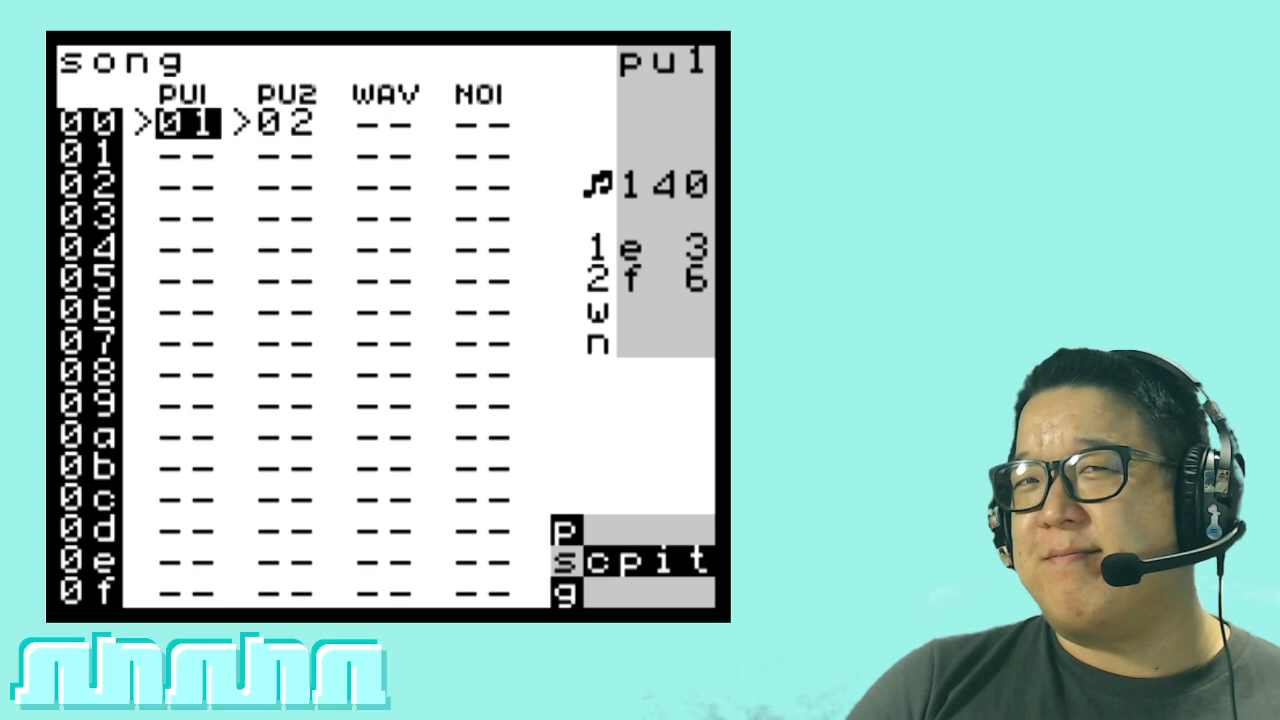 song pu1
PU1 PU2 WAV NOI
00 >01 >02 -- --
01 -- -- -- --
02 -- -- -- -- 140
03 -- -- -- --
04 -- -- -- -- 1 e 3
05 -- -- -- -- 2 f 6
06 -- -- -- -- w
07 -- -- -- -- n
08 -- -- -- --
09 -- -- -- --
0a -- -- -- --
0b -- -- -- --
0c -- -- -- --
0d -- -- -- -- p
0e -- -- -- -- scpit
0f -- -- -- -- g